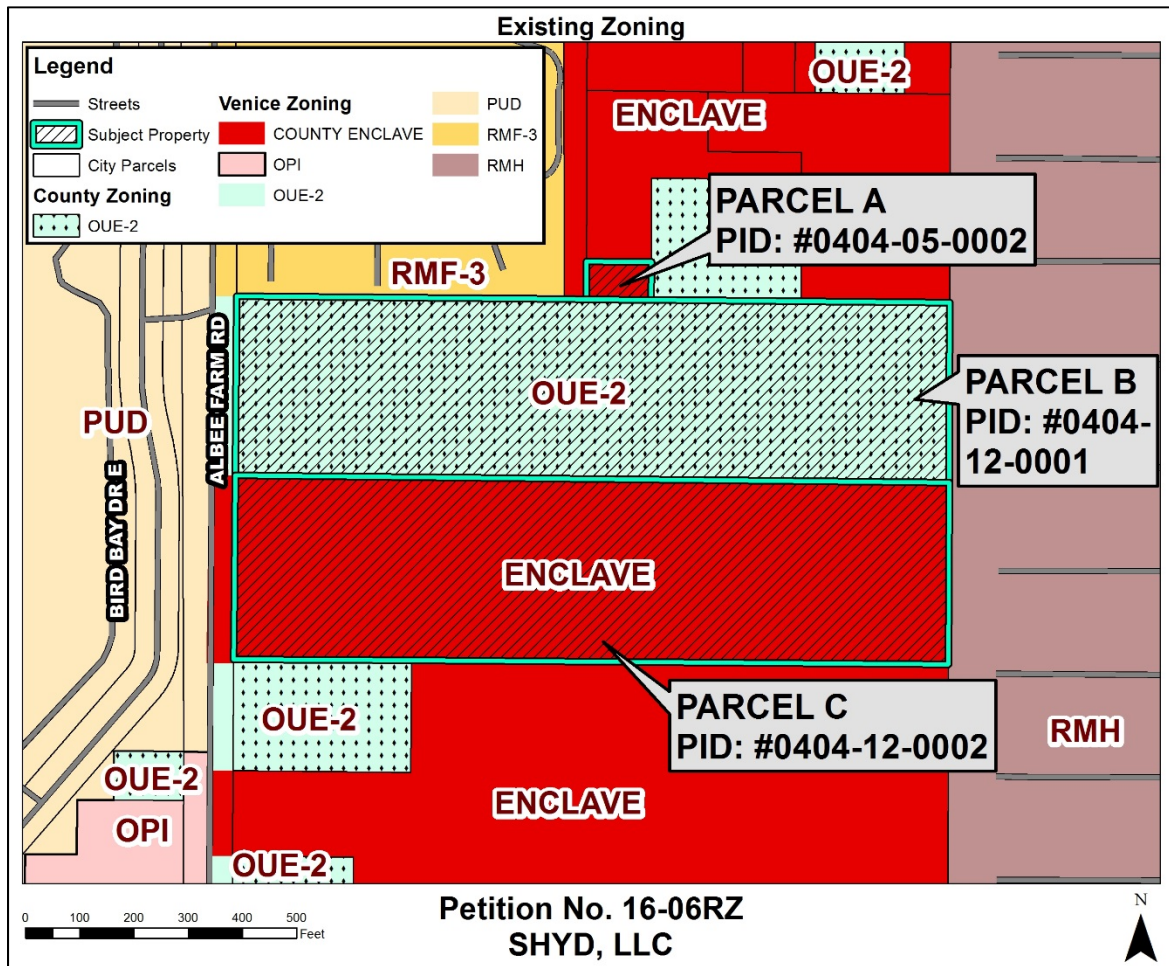 Existing Zoning
Legend
Streets
Subject Property
City Parcels
County Zoning
OUE-2
Venice Zoning
COUNTY ENCLAVE
OPI
OUE-2
PUD
RMF-3
RMH
OUE-2
ENCLAVE
PARCEL A
PID: #0404-05-0002
RMF-3
ALBEE FARM RD
OUE-2
PARCEL B
PID: #0404-
12-0001
PUD
BIRD BAY DR E
ENCLAVE
PARCEL C
PID: #0404-12-0002
OUE-2
RMH
OUE-2
ENCLAVE
OPI
OUE-2
0 100 200 300 400 500
Feet
Petition No. 16-06RZ
SHYD, LLC
N